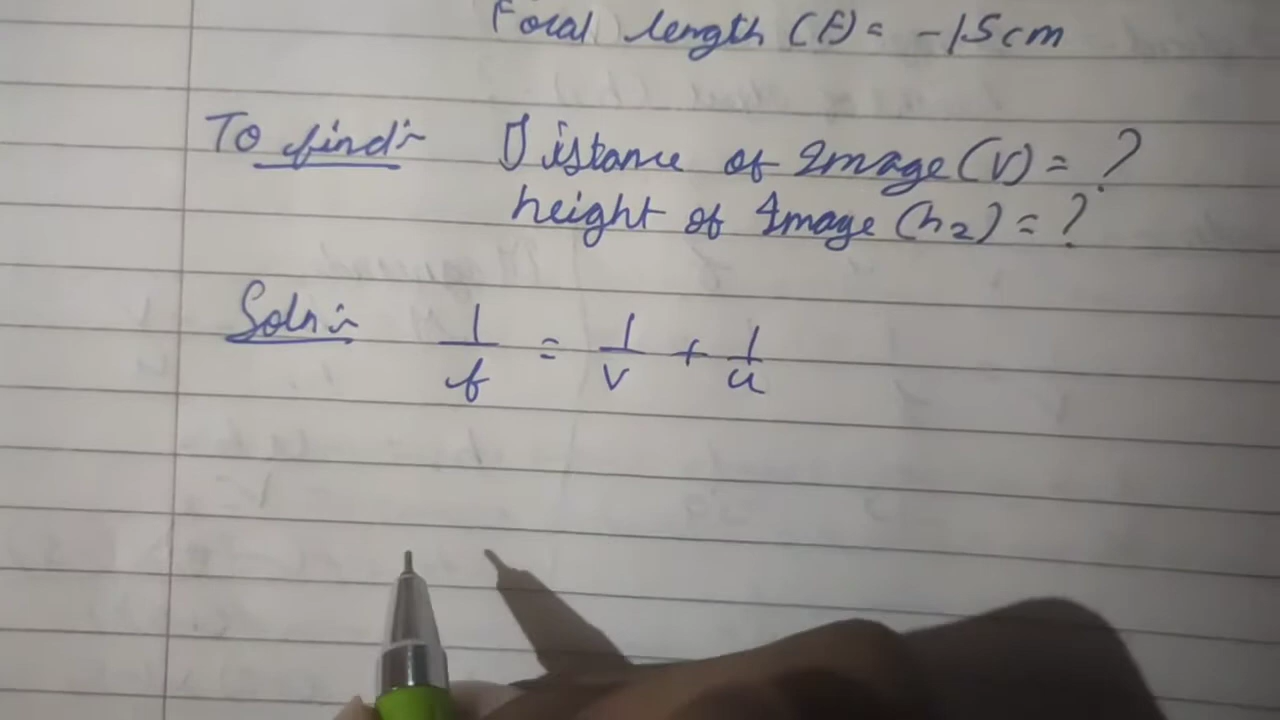 Focal length (F) = -15cm
To find:- Distance of Image (V) = ?
height of Image (h2) = ?
Soln:- 1/f = 1/v + 1/u